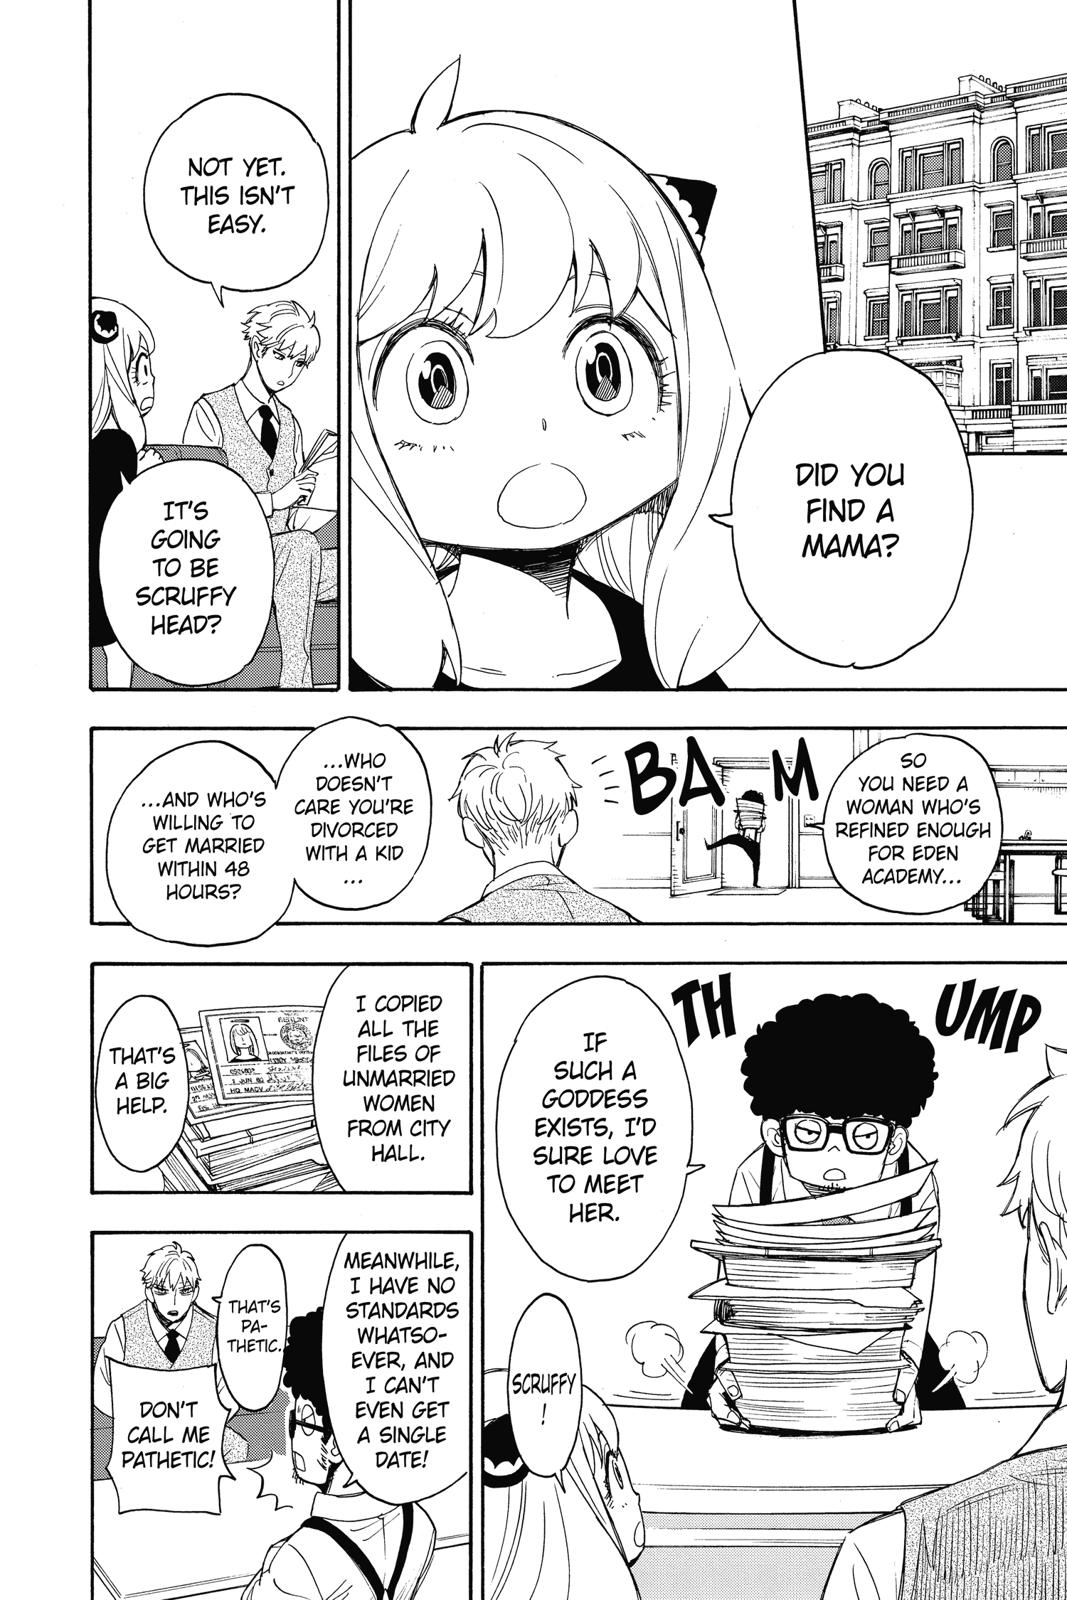 DID YOU
FIND A
MAMA?
NOT YET.
THIS ISN'T
EASY.
IT'S
GOING
TO BE
SCRUFFY
HEAD?
SO
YOU NEED A
WOMAN WHO'S
REFINED ENOUGH
FOR EDEN
ACADEMY...
BAM
...WHO
DOESN'T
CARE YOU'RE
DIVORCED
WITH A KID
...
...AND WHO'S
WILLING TO
GET MARRIED
WITHIN 48
HOURS?
THUMP
IF
SUCH A
GODDESS
EXISTS, I'D
SURE LOVE
TO MEET
HER.
SCRUFFY
!
I COPIED
ALL THE
FILES OF
UNMARRIED
WOMEN
FROM CITY
HALL.
THAT'S
A BIG
HELP.
MEANWHILE,
I HAVE NO
STANDARDS
WHATSO-
EVER, AND
I CAN'T
EVEN GET
A SINGLE
DATE!
THAT'S
PA-
THETIC.
DON'T
CALL ME
PATHETIC!